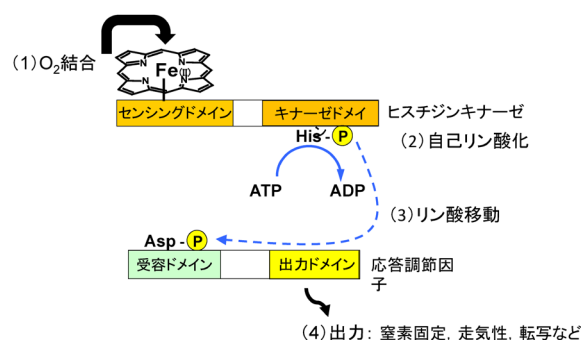 (1)O2結合
N N
Fe(II)
N N
センシングドメイン
キナーゼドメイ
ン
ヒスチジンキナーゼ
His - P
(2)自己リン酸化
ATP
ADP
(3)リン酸移動
Asp - P
受容ドメイン
出力ドメイン
応答調節因
子
(4)出力: 窒素固定, 走気性, 転写など